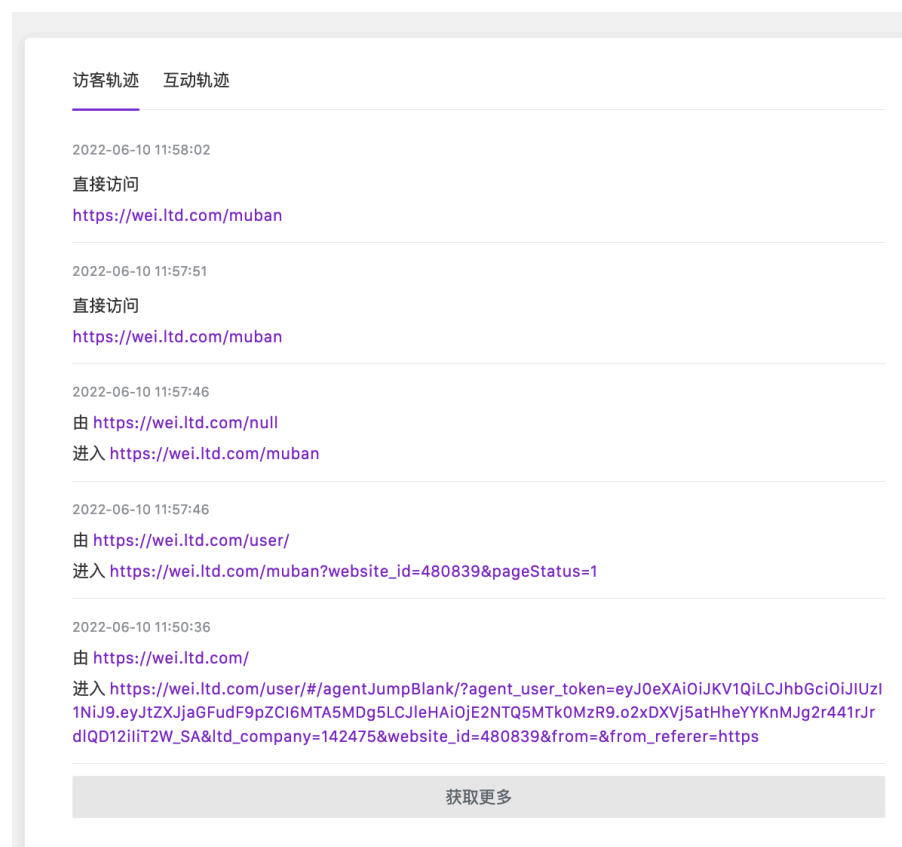 访客轨迹 互动轨迹
2022-06-10 11:58:02
直接访问
https://wei.ltd.com/muban
2022-06-10 11:57:51
直接访问
https://wei.ltd.com/muban
2022-06-10 11:57:46
由 https://wei.ltd.com/null
进入 https://wei.ltd.com/muban
2022-06-10 11:57:46
由 https://wei.ltd.com/user/
进入 https://wei.ltd.com/muban?website_id=480839&pageStatus=1
2022-06-10 11:50:36
由 https://wei.ltd.com/
进入 https://wei.ltd.com/user/#/agentJumpBlank/?agent_user_token=eyJ0eXAiOiJKV1QiLCJhbGciOiJIUzI
1NiJ9.eyJtZXJjaGFudF9pZCI6MTA5MDg5LCJleHAiOjE2NTQ5MTk0MzR9.o2xDXVj5atHheYYKnMJg2r441rJr
dlQD12iIiT2W_SA&ltd_company=142475&website_id=480839&from=&from_referer=https
获取更多